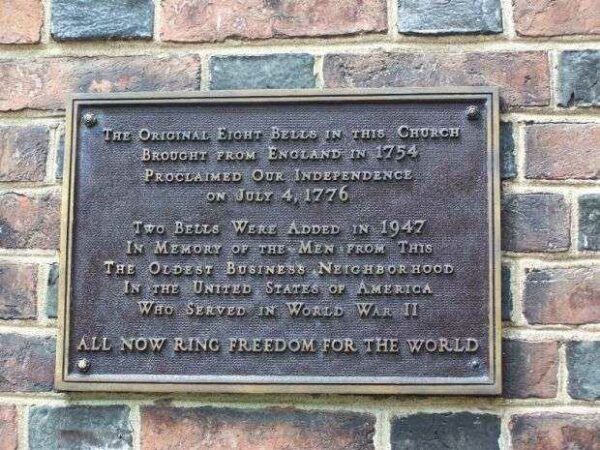 The Original Eight Bells in this Church
Brought from England in 1754
Proclaimed Our Independence
on July 4, 1776
Two Bells Were Added in 1947
In Memory of the Men from This
The Oldest Business Neighborhood
In the United States of America
Who Served in World War II
ALL NOW RING FREEDOM FOR THE WORLD